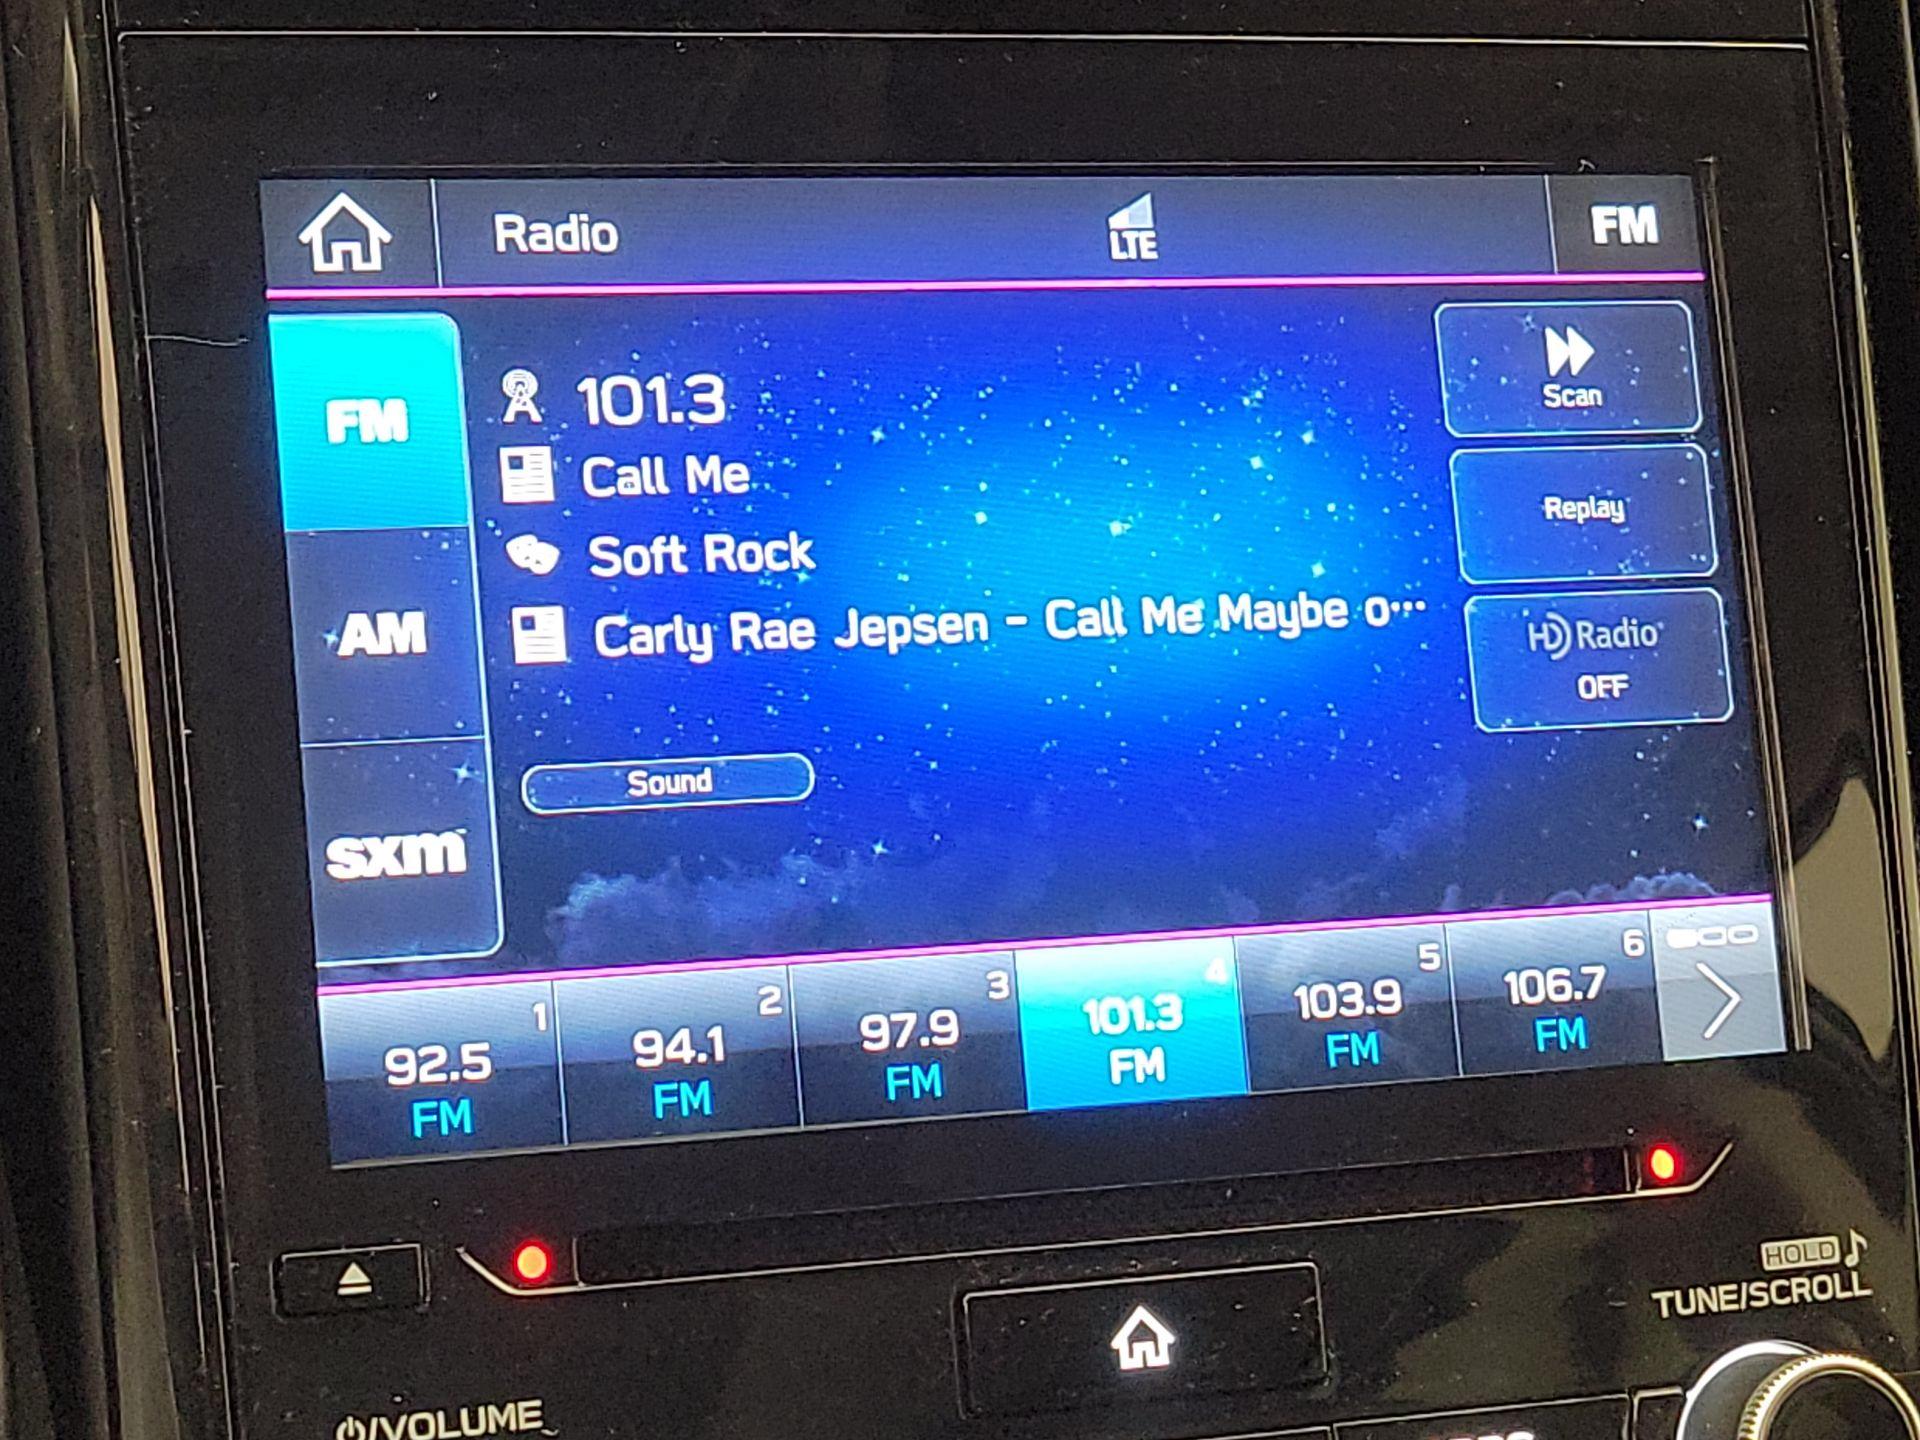 Radio
LTE
FM
FM
AM
sxm
101.3
Call Me
Soft Rock
Carly Rae Jepsen - Call Me Maybe o...
Sound
Scan
Replay
HD Radio
OFF
1
92.5
FM
2
94.1
FM
3
97.9
FM
4
101.3
FM
5
103.9
FM
6
106.7
FM
HOLD
TUNE/SCROLL
/VOLUME